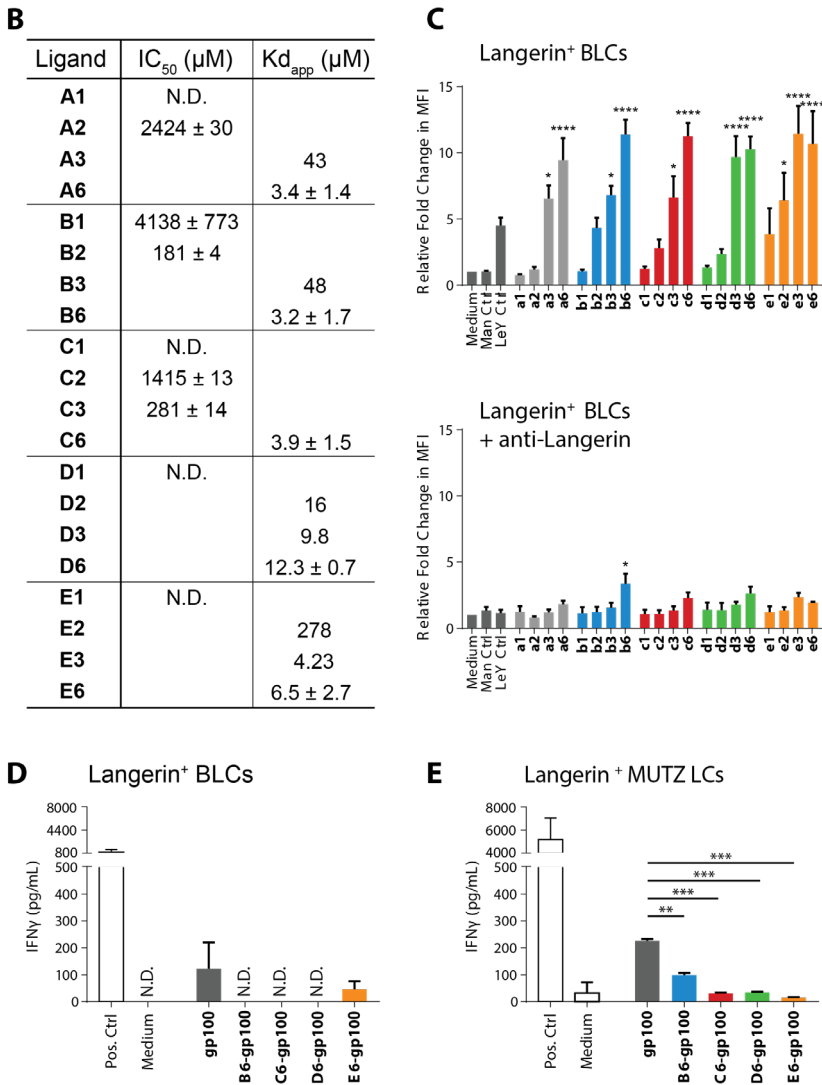 B
Ligand IC50 (µM) Kdapp (µM)
A1 N.D.
A2 2424 ± 30
A3 43
A6 3.4 ± 1.4
B1 4138 ± 773
B2 181 ± 4
B3 48
B6 3.2 ± 1.7
C1 N.D.
C2 1415 ± 13
C3 281 ± 14
C6 3.9 ± 1.5
D1 N.D.
D2 16
D3 9.8
D6 12.3 ± 0.7
E1 N.D.
E2 278
E3 4.23
E6 6.5 ± 2.7
C
Langerin+ BLCs
Relative Fold Change in MFI
15
10
5
0
* **** * **** * **** **** **** * **** ****
Medium Man Ctrl LeY Ctrl a1 a2 a3 a6 b1 b2 b3 b6 c1 c2 c3 c6 d1 d2 d3 d6 e1 e2 e3 e6
Langerin+ BLCs
+ anti-Langerin
Relative Fold Change in MFI
15
10
5
0
*
Medium Man Ctrl LeY Ctrl a1 a2 a3 a6 b1 b2 b3 b6 c1 c2 c3 c6 d1 d2 d3 d6 e1 e2 e3 e6
D
Langerin+ BLCs
IFNγ (pg/mL)
8000
4400
800
500
400
300
200
100
0
N.D. N.D. N.D. N.D.
Pos. Ctrl Medium gp100 B6-gp100 C6-gp100 D6-gp100 E6-gp100
E
Langerin + MUTZ LCs
IFNγ (pg/mL)
8000
6000
4000
500
400
300
200
100
0
***
***
***
**
Pos. Ctrl Medium gp100 B6-gp100 C6-gp100 D6-gp100 E6-gp100